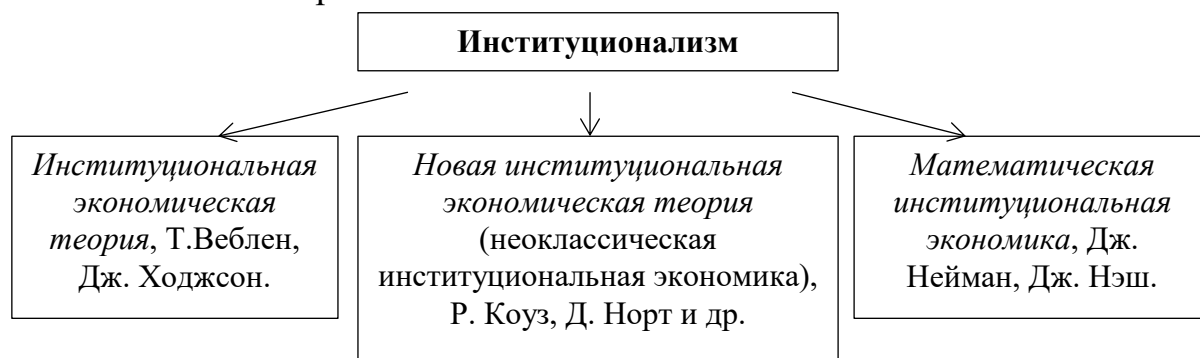 Институционализм
Институциональная
экономическая
теория, Т.Веблен,
Дж. Ходжсон.
Новая институциональная
экономическая теория
(неоклассическая
институциональная экономика),
Р. Коуз, Д. Норт и др.
Математическая
институциональная
экономика, Дж.
Нейман, Дж. Нэш.